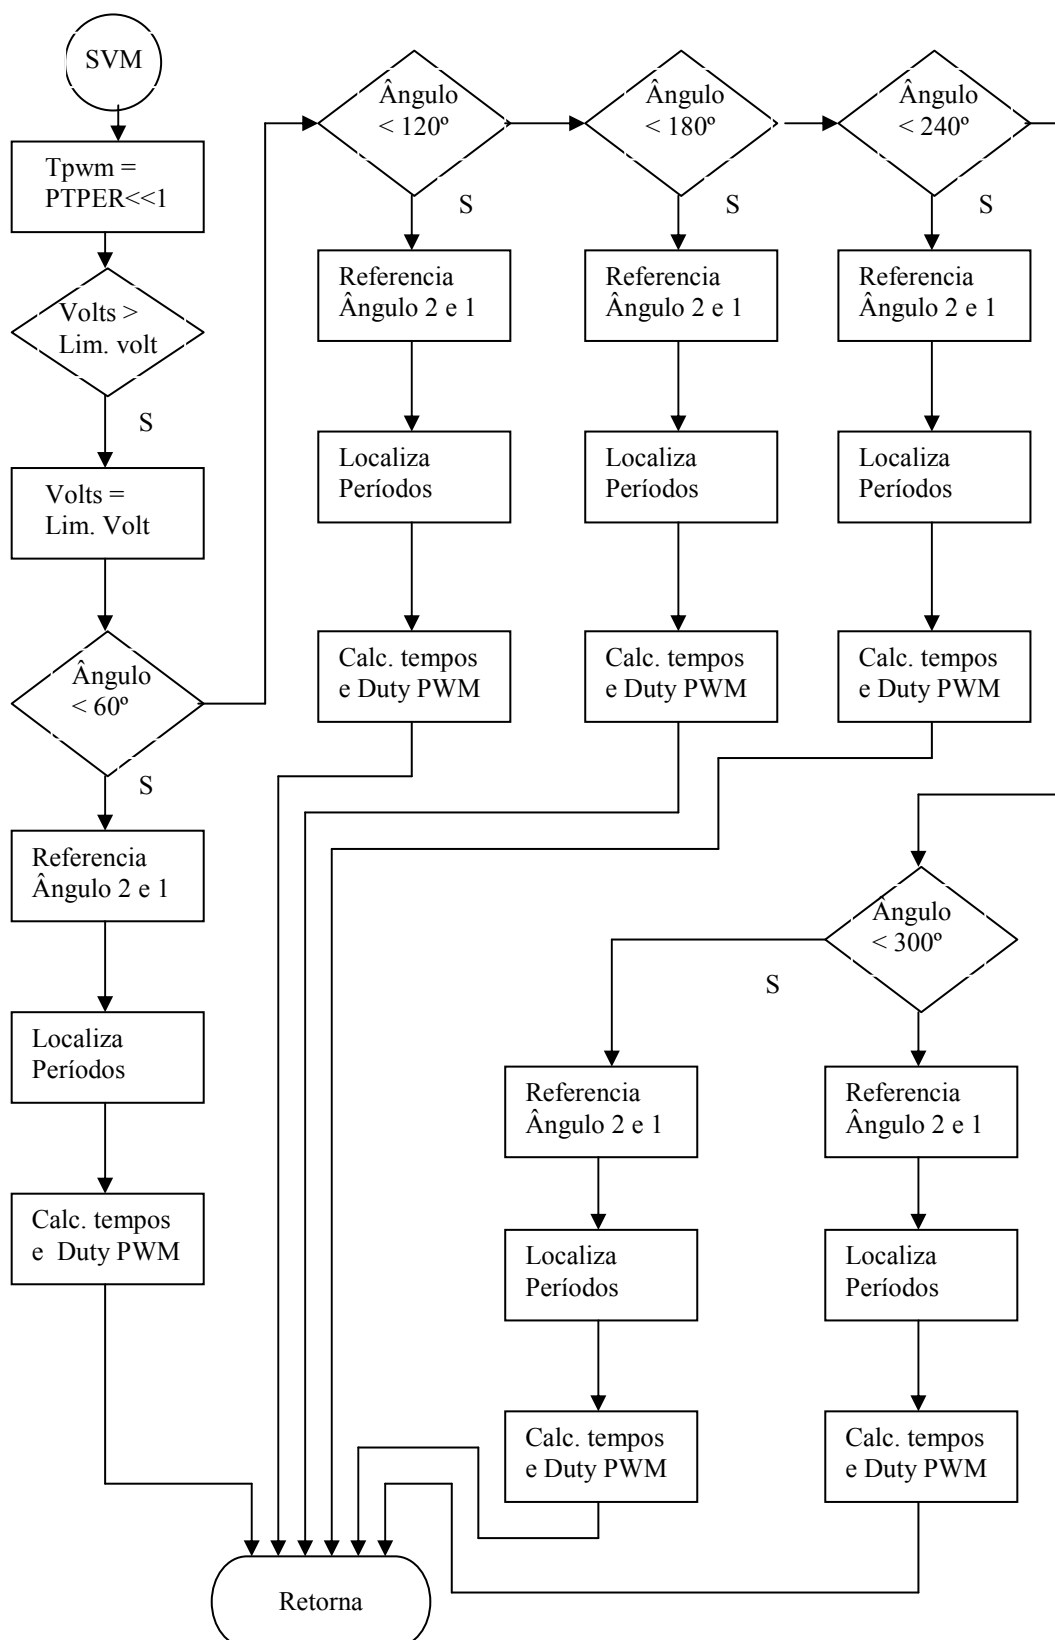 SVM
Tpwm =
PTPER<<1
Volts >
Lim. volt
S
Volts =
Lim. Volt
Ângulo
< 60º
S
Referencia
Ângulo 2 e 1
Localiza
Períodos
Calc. tempos
e Duty PWM
Ângulo
< 120º
S
Referencia
Ângulo 2 e 1
Localiza
Períodos
Calc. tempos
e Duty PWM
Ângulo
< 180º
S
Referencia
Ângulo 2 e 1
Localiza
Períodos
Calc. tempos
e Duty PWM
Ângulo
< 240º
S
Referencia
Ângulo 2 e 1
Localiza
Períodos
Calc. tempos
e Duty PWM
Ângulo
< 300º
S
Referencia
Ângulo 2 e 1
Localiza
Períodos
Calc. tempos
e Duty PWM
Referencia
Ângulo 2 e 1
Localiza
Períodos
Calc. tempos
e Duty PWM
Retorna